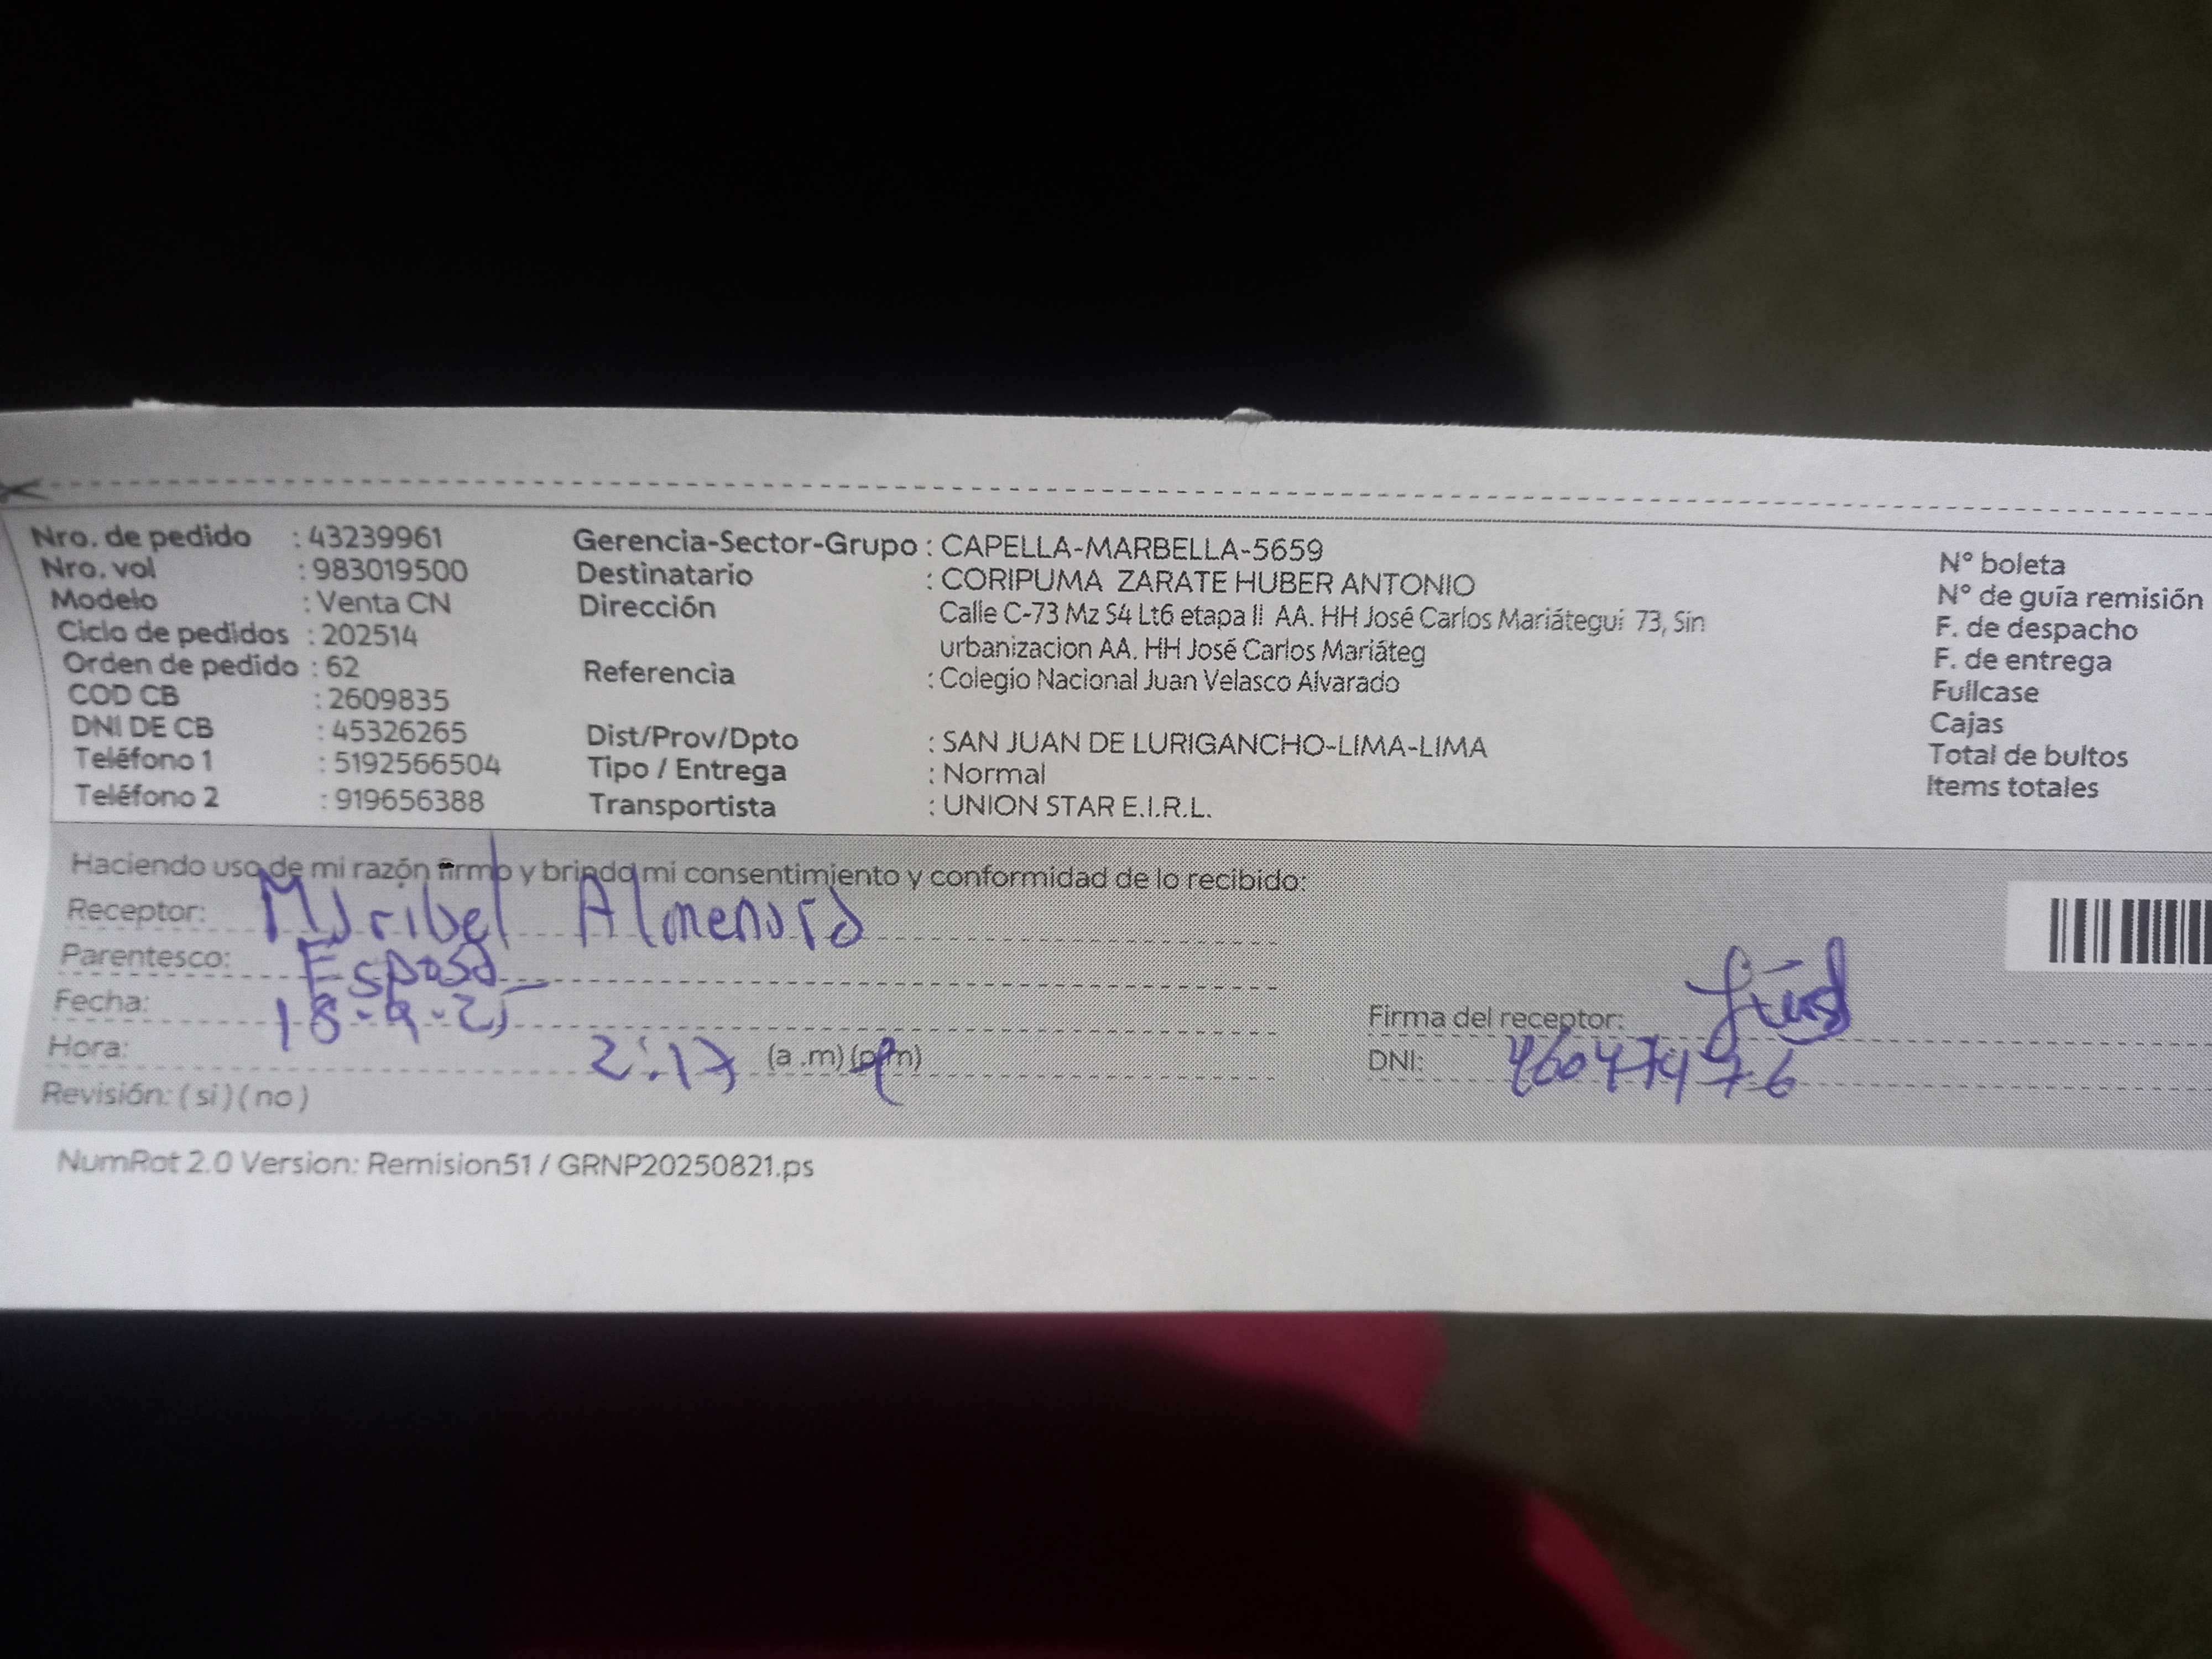 Nro. de pedido : 43239961
Nro. vol : 983019500
Modelo : Venta CN
Ciclo de pedidos : 202514
Orden de pedido : 62
COD CB : 2609835
DNI DE CB : 45326265
Teléfono 1 : 5192566504
Teléfono 2 : 919656388
Gerencia-Sector-Grupo : CAPELLA-MARBELLA-5659
Destinatario : CORIPUMA ZARATE HUBER ANTONIO
Dirección Calle C-73 Mz S4 Lt6 etapa II AA. HH José Carlos Mariátegui 73, Sin
urbanizacion AA. HH José Carlos Mariáteg
Referencia : Colegio Nacional Juan Velasco Alvarado
Dist/Prov/Dpto : SAN JUAN DE LURIGANCHO-LIMA-LIMA
Tipo / Entrega : Normal
Transportista : UNION STAR E.I.R.L.
N° boleta
N° de guía remisión
F. de despacho
F. de entrega
Fullcase
Cajas
Total de bultos
Items totales
Haciendo uso de mi razón firmo y brindo mi consentimiento y conformidad de lo recibido:
Receptor: Maribel Almenara
Parentesco: Esposa
Fecha: 18-9-25
Hora: 2:17 (a .m) (p.m)
Revisión: ( si ) ( no )
Firma del receptor:
DNI: 46047476
NumRot 2.0 Version: Remision51 / GRNP20250821.ps